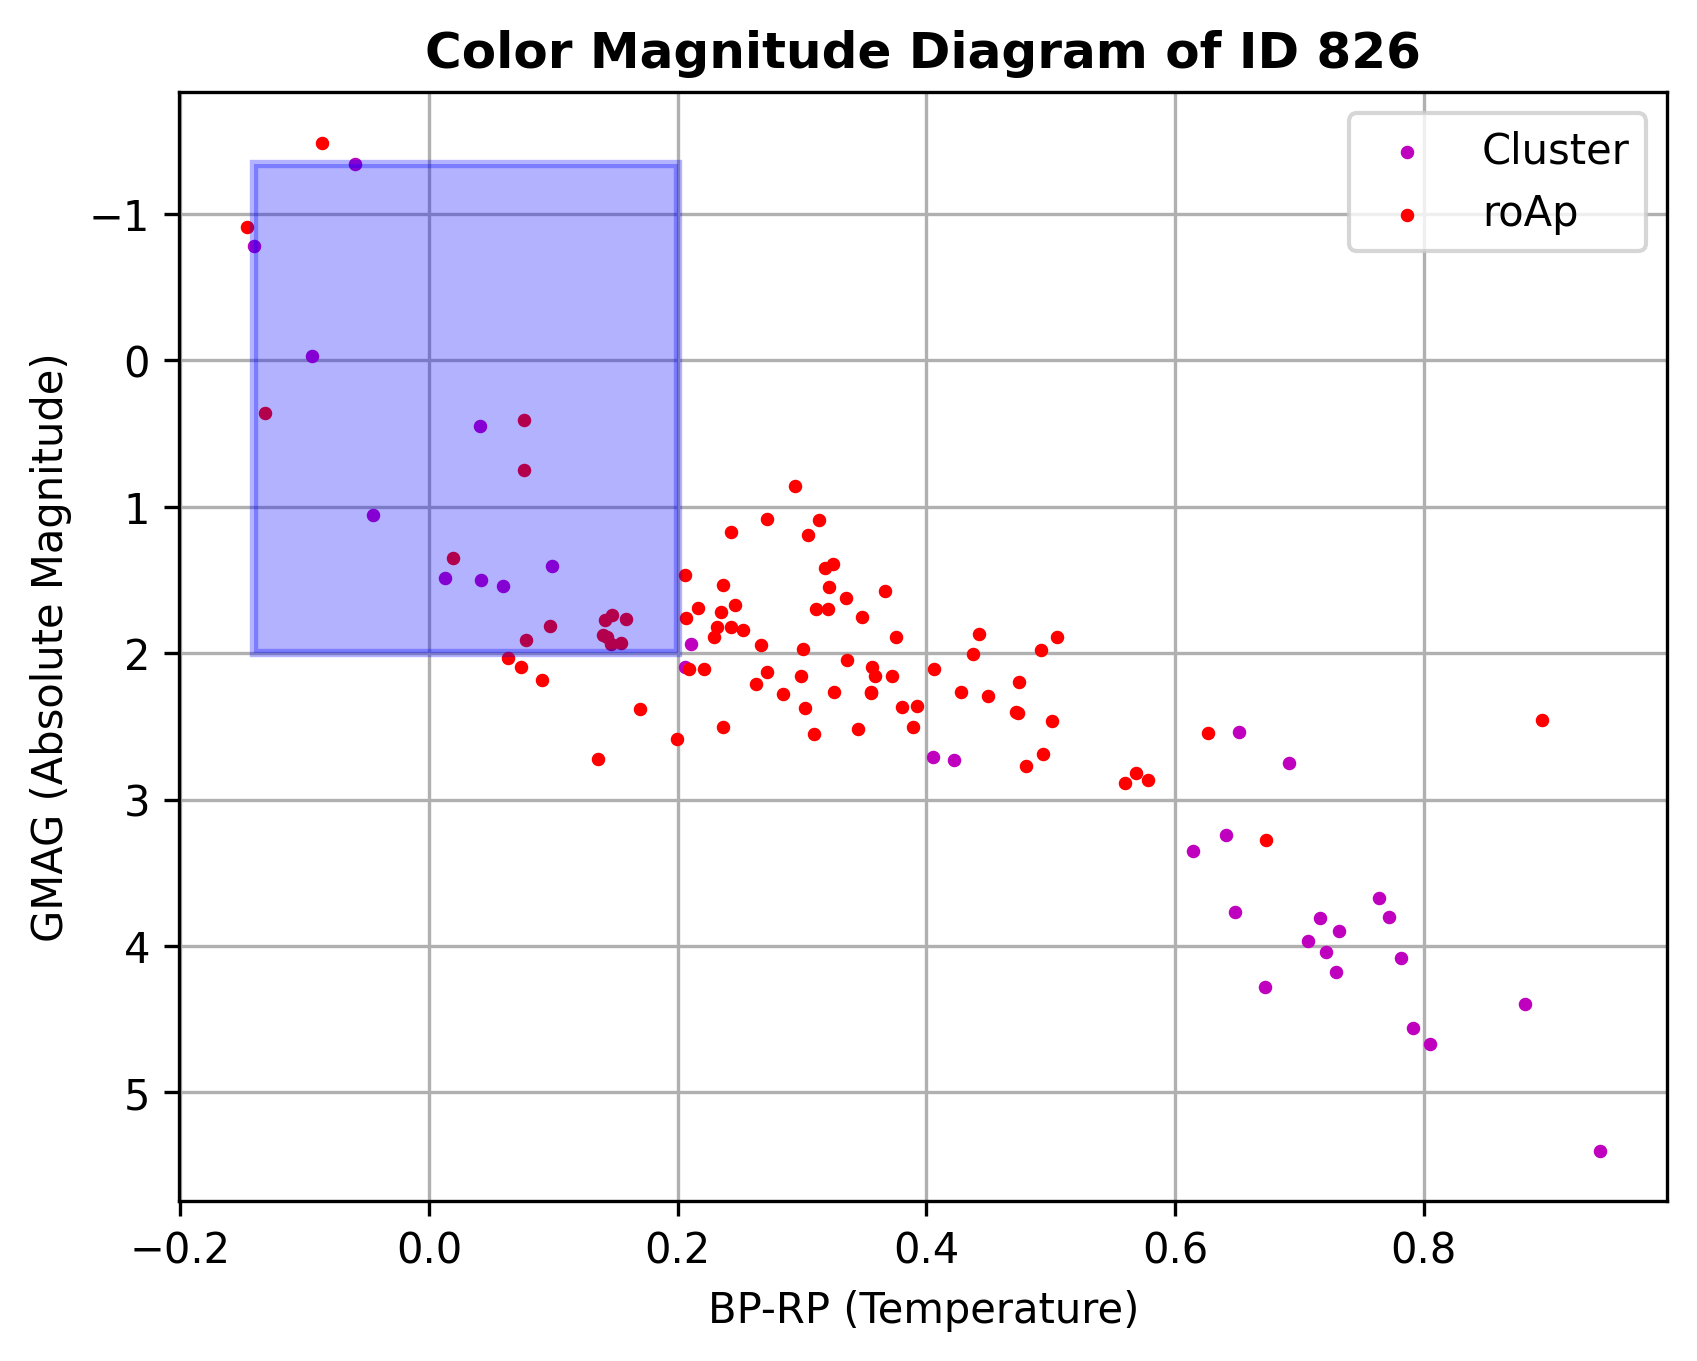 Color Magnitude Diagram of ID 826
Cluster
roAp
−1
0
1
2
3
4
5
GMAG (Absolute Magnitude)
−0.2 0.0 0.2 0.4 0.6 0.8
BP-RP (Temperature)